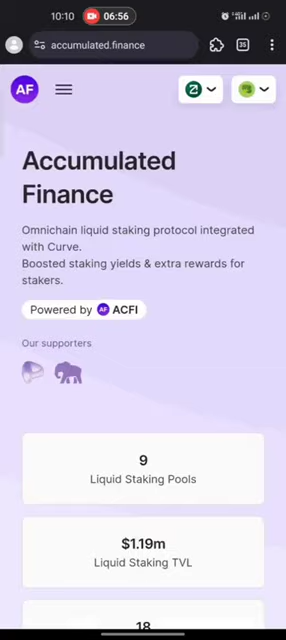 10:10
06:56
accumulated.finance
35
AF
Accumulated
Finance
Omnichain liquid staking protocol integrated
with Curve.
Boosted staking yields & extra rewards for
stakers.
Powered by AF ACFI
Our supporters
9
Liquid Staking Pools
$1.19m
Liquid Staking TVL
18